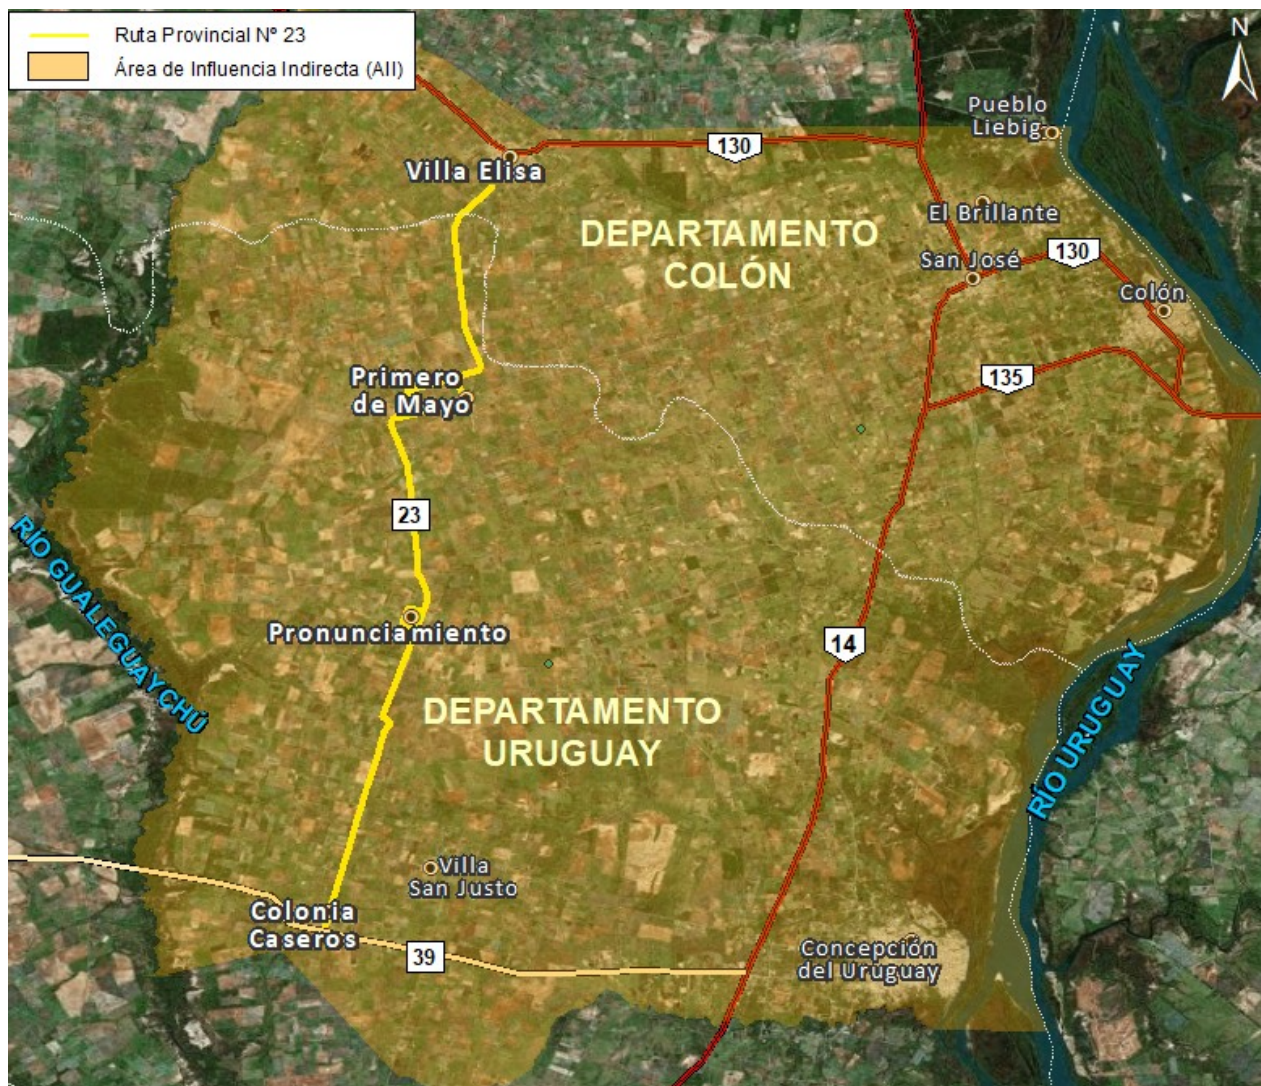 Ruta Provincial Nº 23
Área de Influencia Indirecta (AII)
N
Pueblo
Liebig
130
Villa Elisa
El Brillante
DEPARTAMENTO
COLÓN
San José
130
Colón
Primero
de Mayo
135
23
RÍO GUALEGUAYCHÚ
Pronunciamiento
14
RÍO URUGUAY
DEPARTAMENTO
URUGUAY
Villa
San Justo
Colonia
Caseros
39
Concepción
del Uruguay